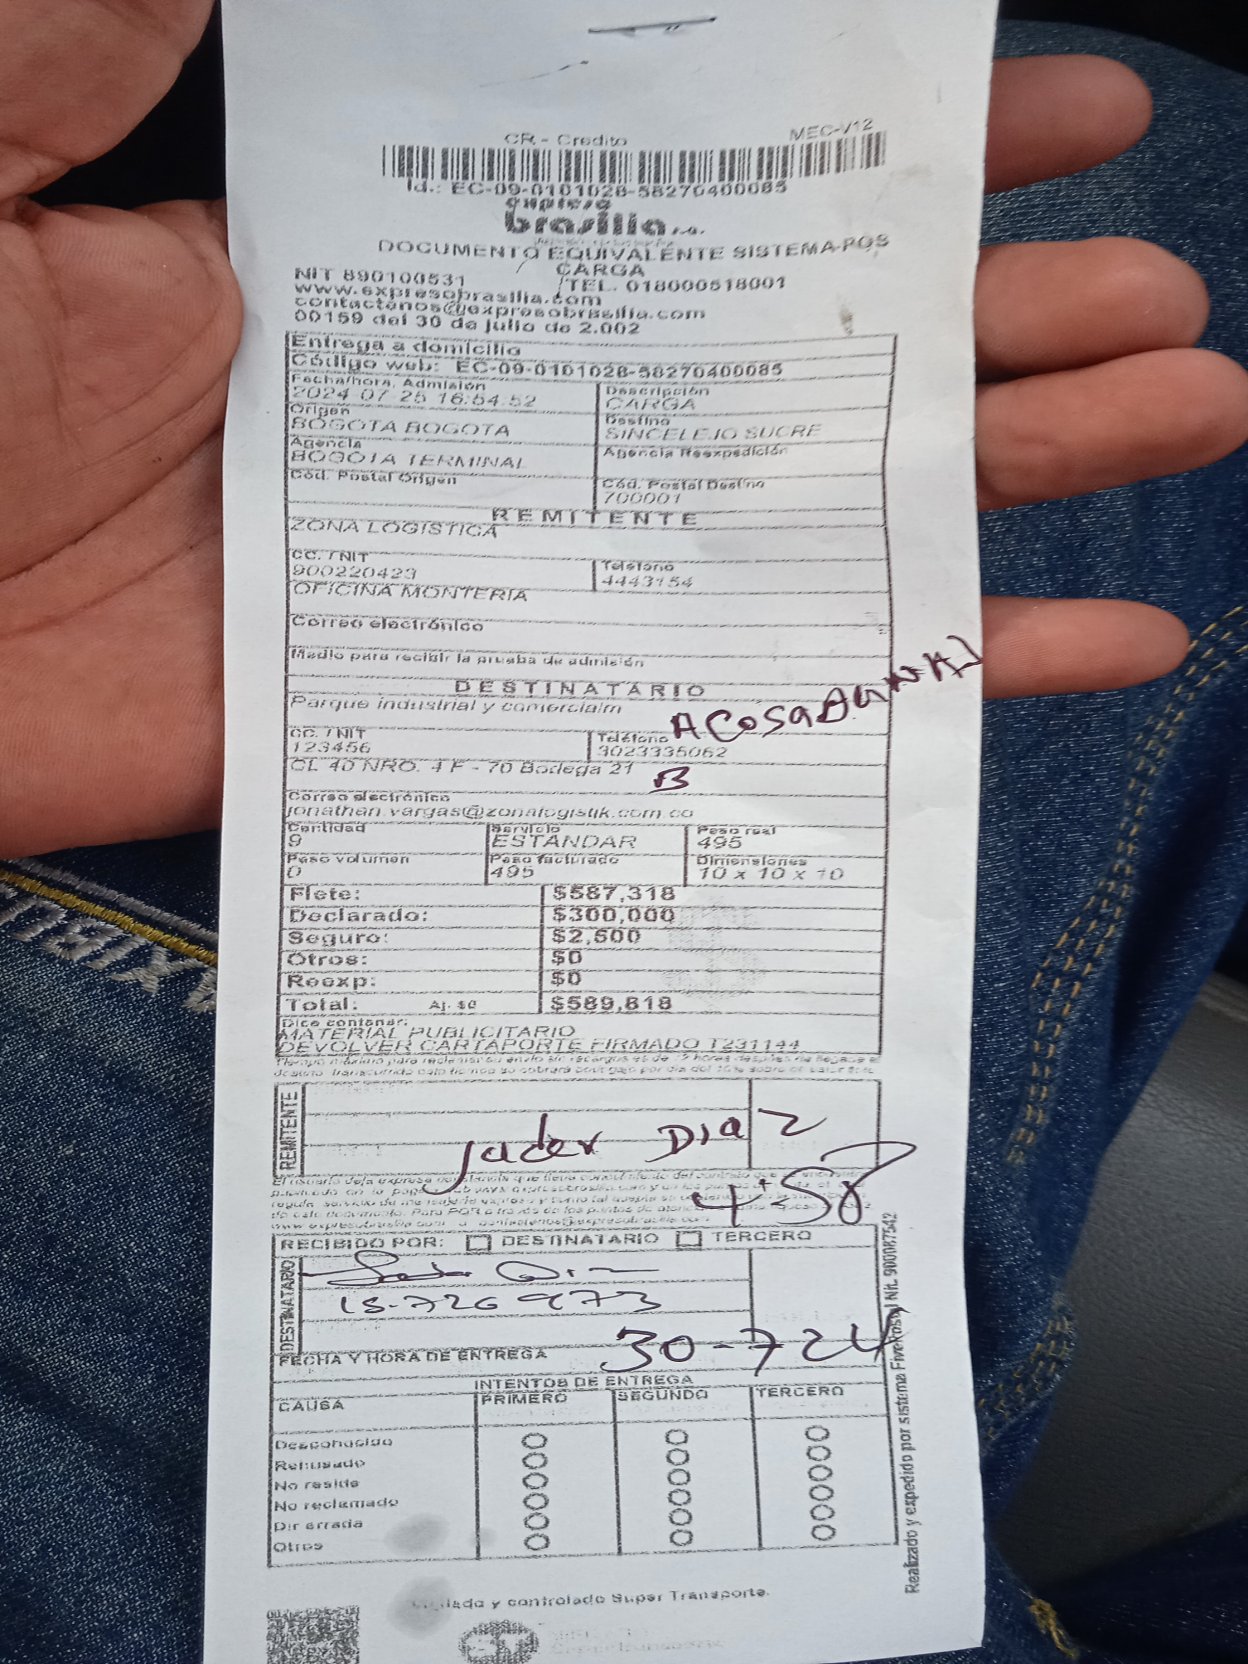 CR - Credito
MEC-V12
Id.: EC-09-0101028-58270400085
expreso
brasilia s.a.
DOCUMENTO EQUIVALENTE SISTEMA POS
CARGA
NIT 890100531
TEL. 018000518001
www.expresobrasilia.com
contactenos@expresobrasilia.com
00159 del 30 de julio de 2.002
Entrega a domicilio
Código web: EC-09-0101028-58270400085
Fecha/hora. Admisión
2024-07-25 16:54:52
Descripción
CARGA
Origen
BOGOTA BOGOTA
Destino
SINCELEJO SUCRE
Agencia
BOGOTA TERMINAL
Agencia Reexpedición
Cód. Postal Origen
Cód. Postal Destino
700001
REMITENTE
ZONA LOGISTICA
CC. / NIT
900220423
Teléfono
4443154
OFICINA MONTERIA
Correo electrónico
Medio para recibir la prueba de admisión
DESTINATARIO
Parque industrial y comercialm
CC. / NIT
123456
Teléfono
3023335062
CL 40 NRO. 4 F - 70 Bodega 21
B
Correo electrónico
jonathan.vargas@zonalogistik.com.co
Cantidad
9
Servicio
ESTANDAR
Peso real
495
Peso volumen
0
Peso facturado
495
Dimensiones
10 x 10 x 10
Flete: $587,318
Declarado: $300,000
Seguro: $2,500
Otros: $0
Reexp: $0
Total: Aj. $0 $589,818
Dice contener:
MATERIAL PUBLICITARIO
DEVOLVER CARTAPORTE FIRMADO T231144
REMITENTE
Jader Diaz
4:58
RECIBIDO POR: DESTINATARIO TERCERO
DESTINATARIO
15-726973
FECHA Y HORA DE ENTREGA
30-724
INTENTOS DE ENTREGA
CAUSA
PRIMERO
SEGUNDO
TERCERO
Desconocido
Rehusado
No reside
No reclamado
Dir errada
Otros
Realizado y expedido por sistema Nit. 900087542
y controlado Super Transporte.